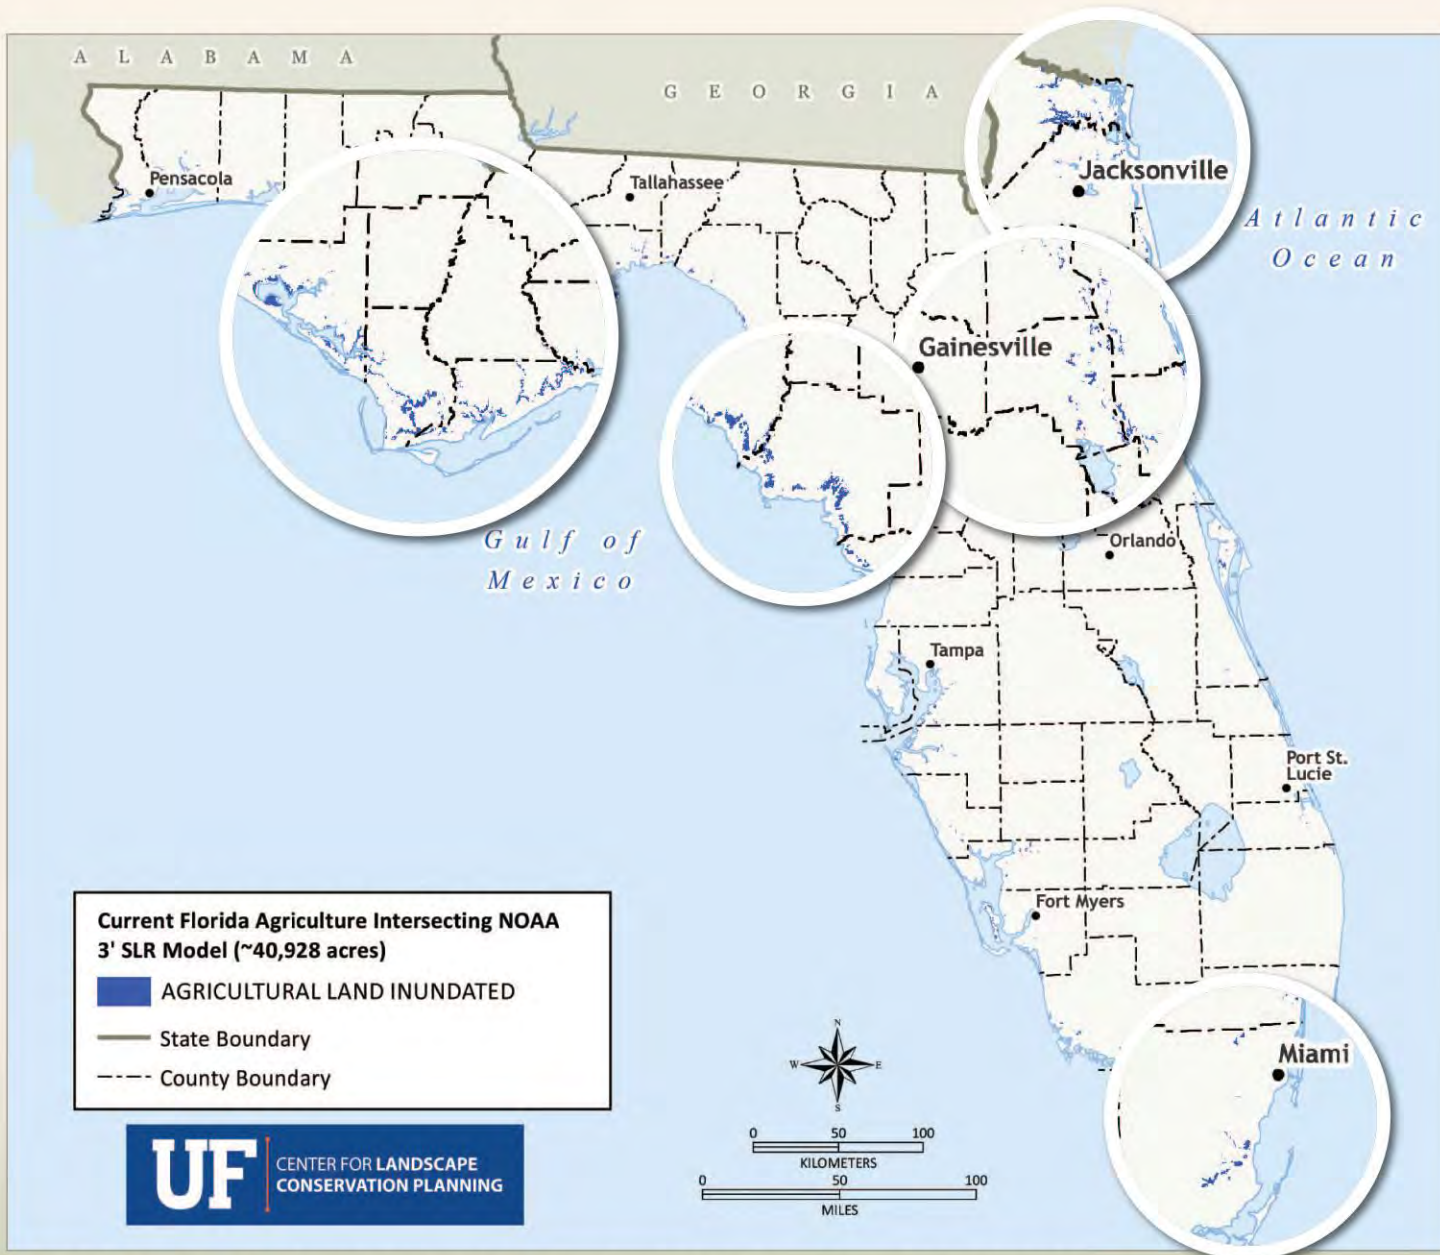 ALABAMA
GEORGIA
Pensacola
Tallahassee
Jacksonville
Atlantic
Ocean
Gainesville
Gulf of
Mexico
Orlando
Tampa
Port St.
Lucie
Fort Myers
Miami
Current Florida Agriculture Intersecting NOAA
3' SLR Model (~40,928 acres)
AGRICULTURAL LAND INUNDATED
State Boundary
County Boundary
N
W E
S
0 50 100
KILOMETERS
0 50 100
MILES
UF
CENTER FOR LANDSCAPE
CONSERVATION PLANNING